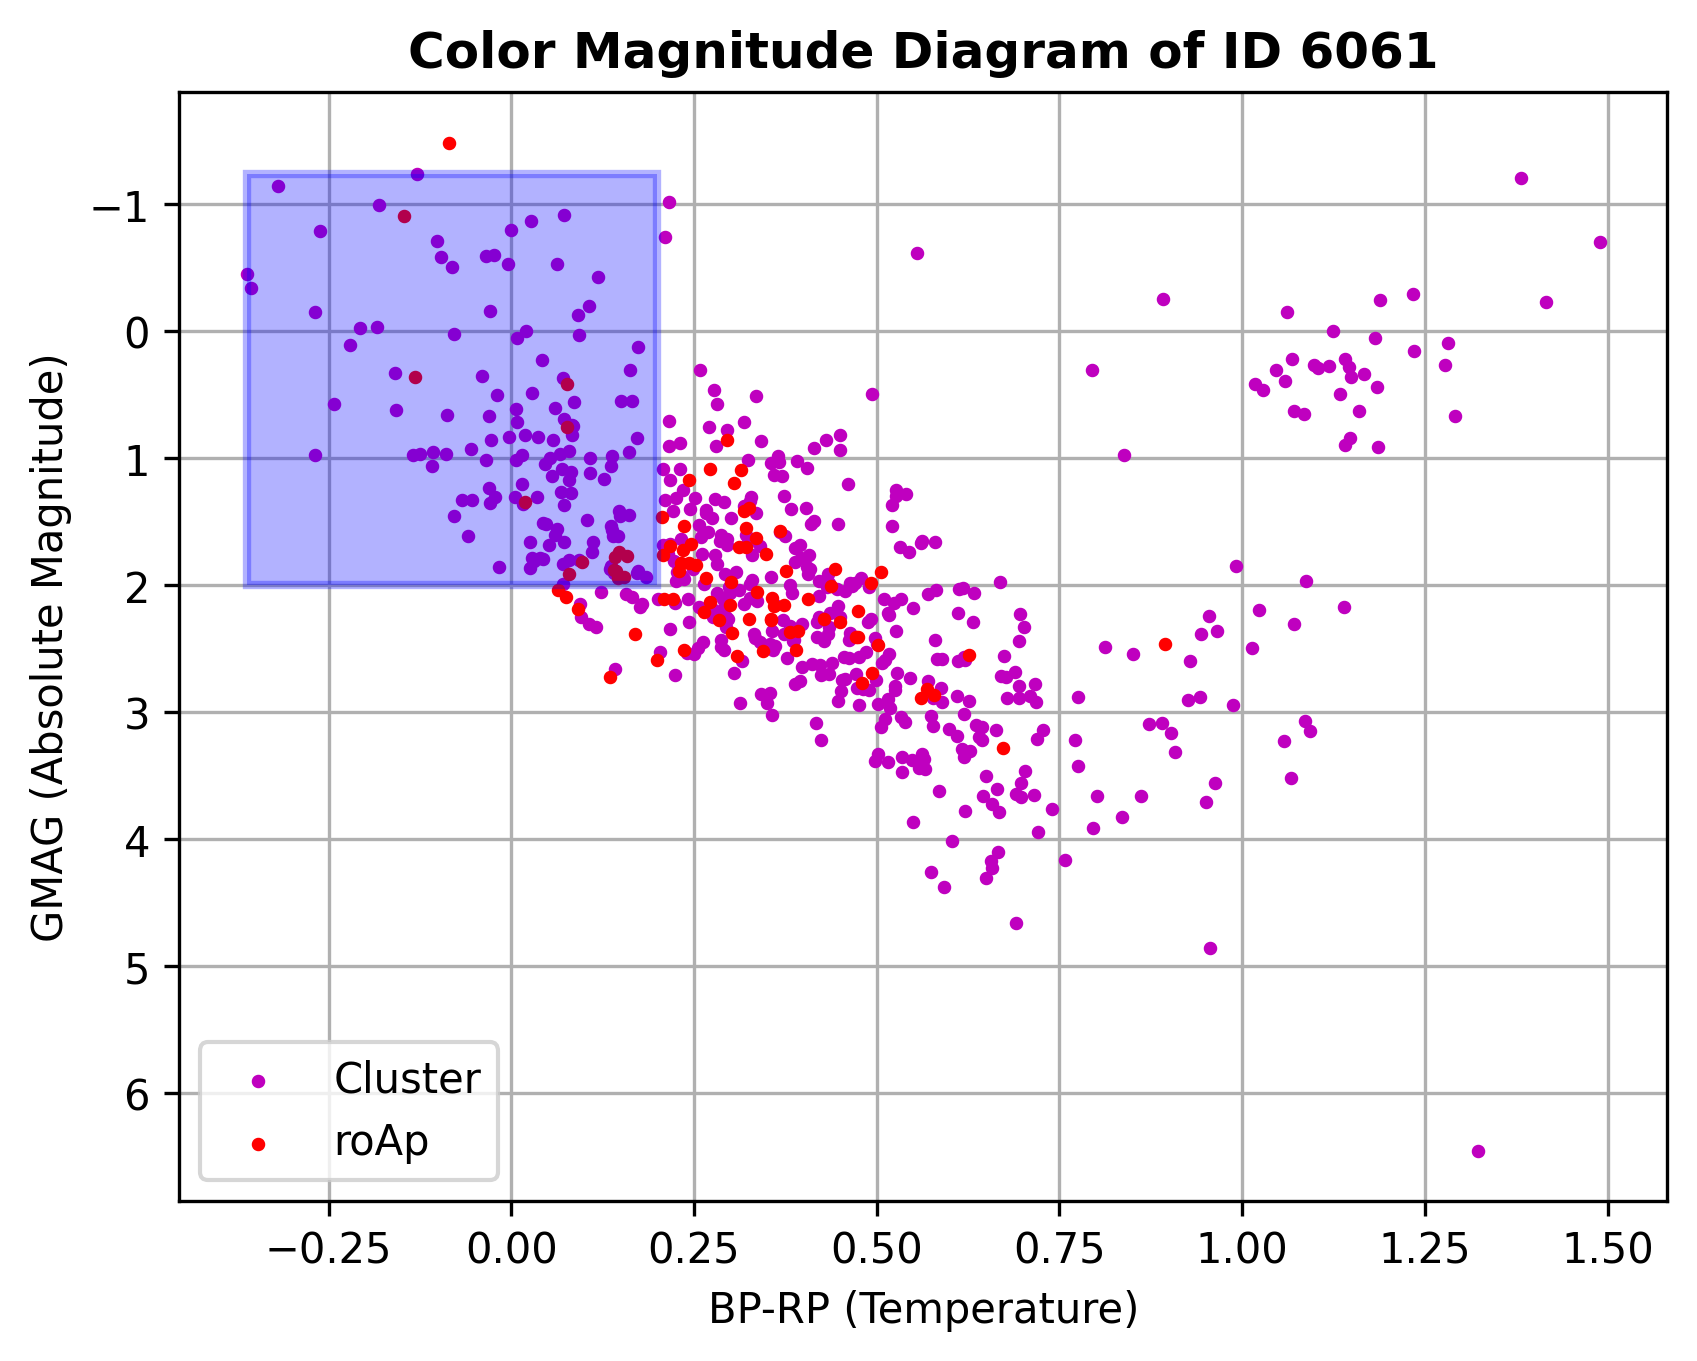 Color Magnitude Diagram of ID 6061
GMAG (Absolute Magnitude)
−1
0
1
2
3
4
5
6
Cluster
roAp
−0.25 0.00 0.25 0.50 0.75 1.00 1.25 1.50
BP-RP (Temperature)